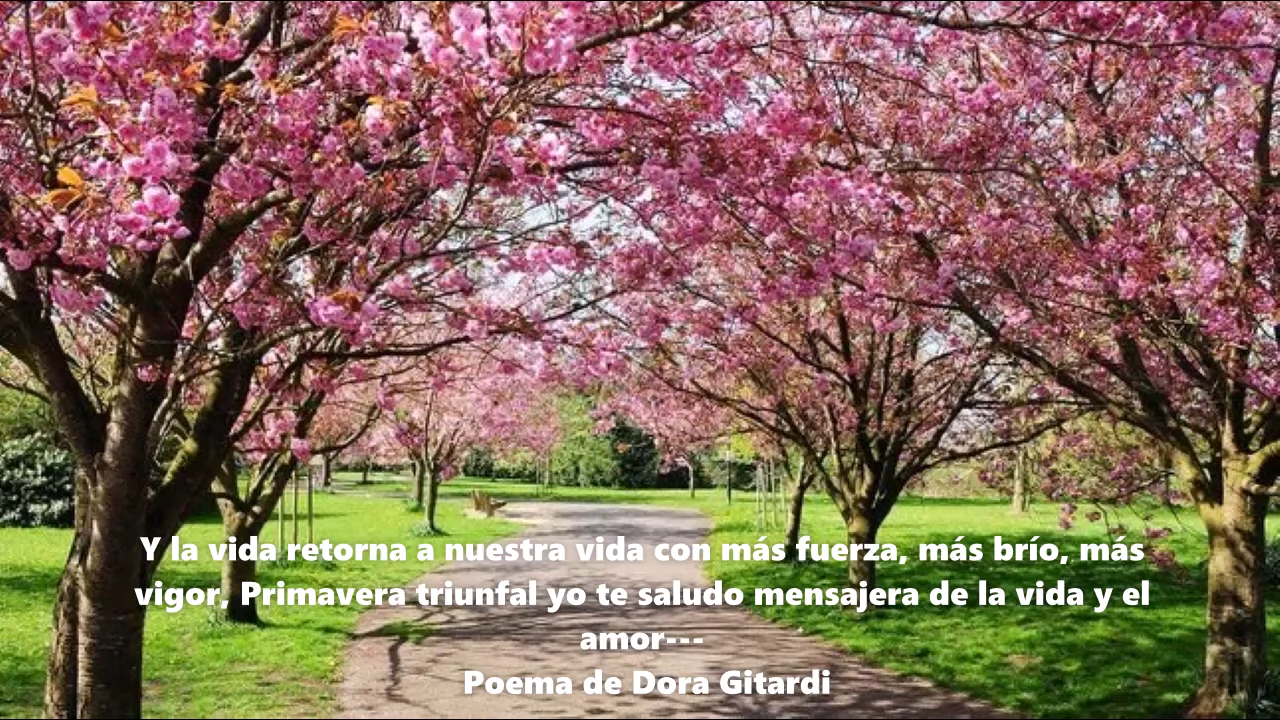 Y la vida retorna a nuestra vida con más fuerza, más brío, más
vigor, Primavera triunfal yo te saludo mensajera de la vida y el
amor---
Poema de Dora Gitardi